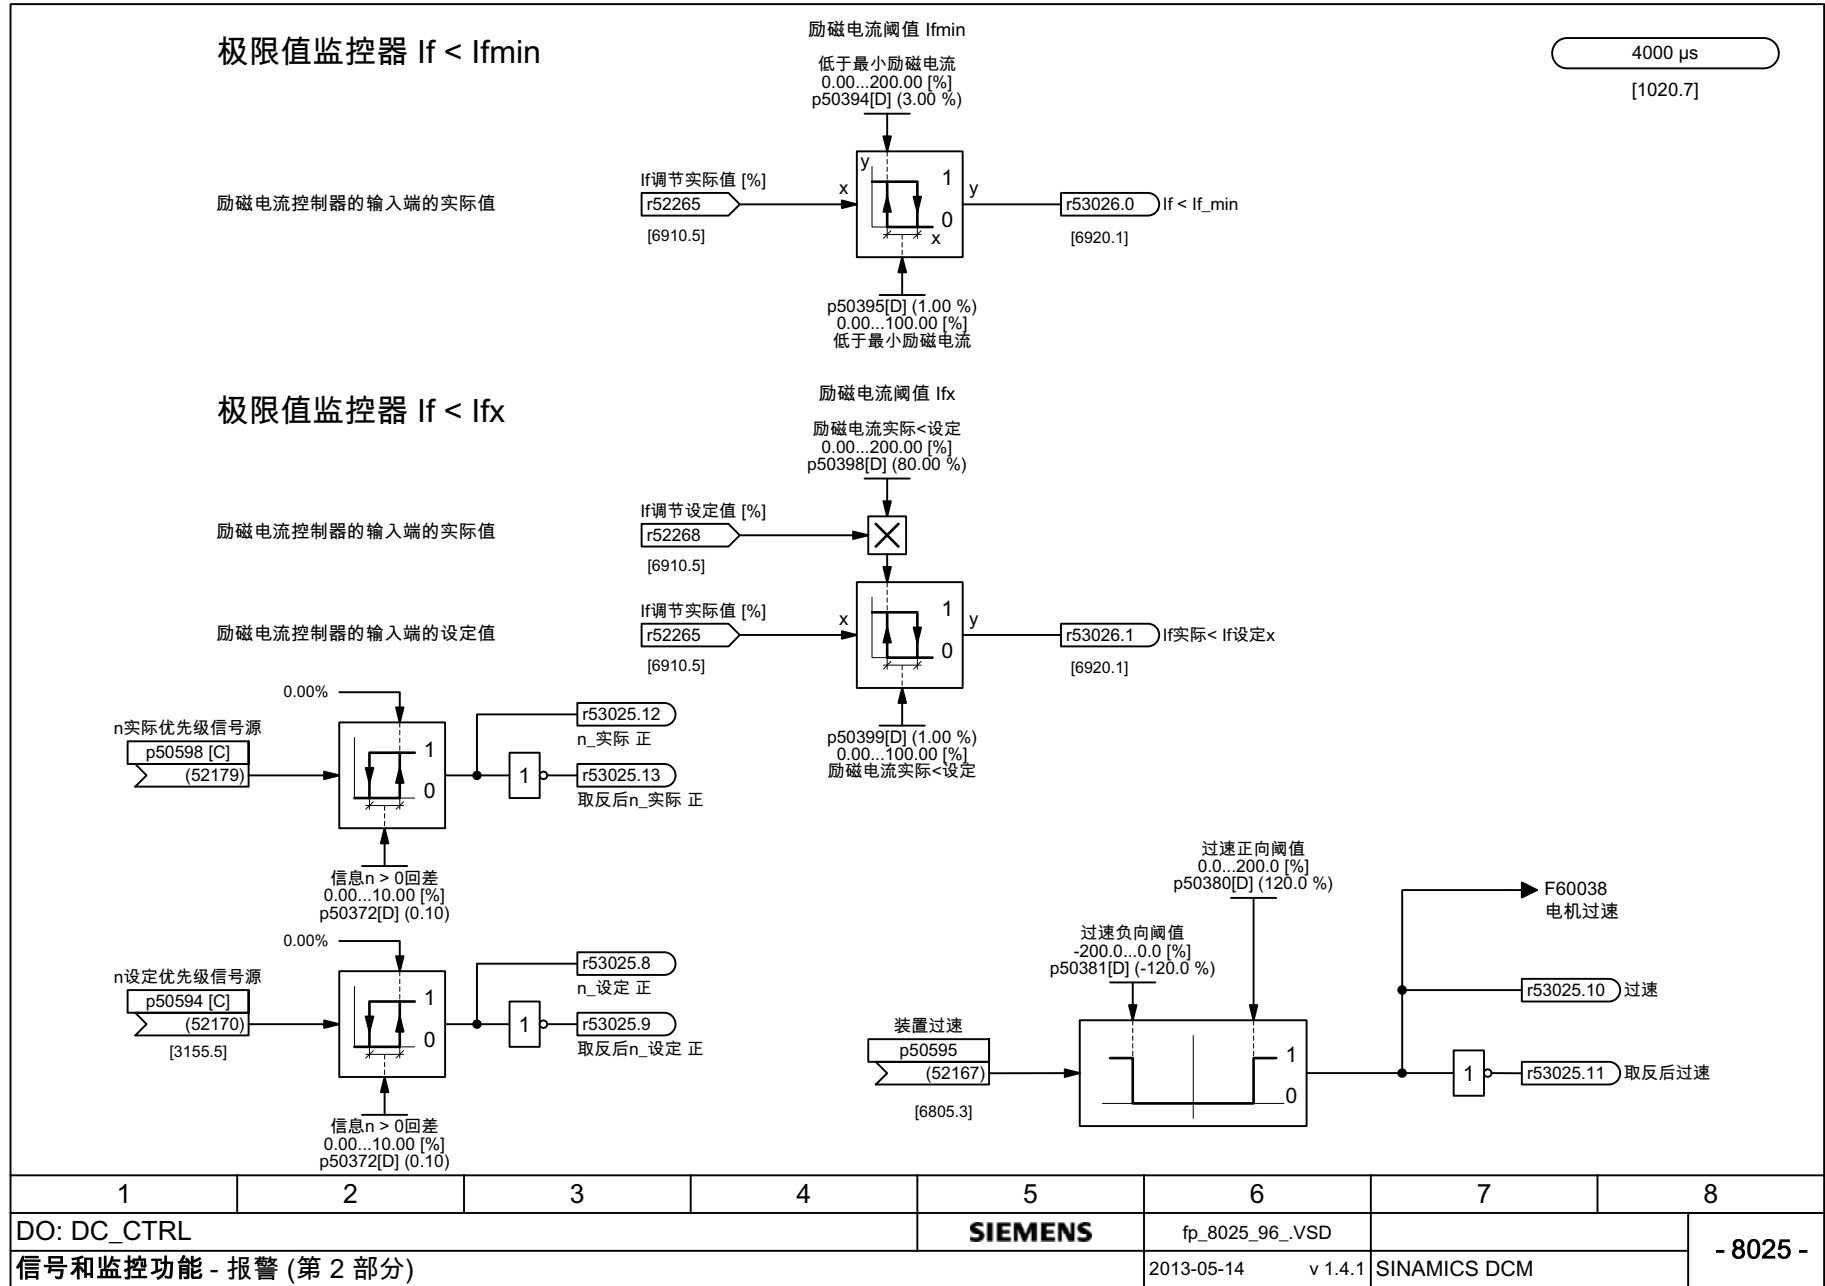 极限值监控器 If < Ifmin
励磁电流阈值 Ifmin
低于最小励磁电流
0.00...200.00 [%]
p50394[D] (3.00 %)
4000 µs
[1020.7]
励磁电流控制器的输入端的实际值
If调节实际值 [%]
r52265
[6910.5]
x
y
1
0
x
y
r53026.0
If < If_min
[6920.1]
p50395[D] (1.00 %)
0.00...100.00 [%]
低于最小励磁电流
极限值监控器 If < Ifx
励磁电流阈值 Ifx
励磁电流实际<设定
0.00...200.00 [%]
p50398[D] (80.00 %)
励磁电流控制器的输入端的实际值
If调节设定值 [%]
r52268
[6910.5]
励磁电流控制器的输入端的设定值
If调节实际值 [%]
r52265
[6910.5]
x
1
0
y
r53026.1
If实际< If设定x
[6920.1]
p50399[D] (1.00 %)
0.00...100.00 [%]
励磁电流实际<设定
0.00%
n实际优先级信号源
p50598 [C]
(52179)
1
0
r53025.12
n_实际 正
1
r53025.13
取反后n_实际 正
信息n > 0回差
0.00...10.00 [%]
p50372[D] (0.10)
0.00%
n设定优先级信号源
p50594 [C]
(52170)
[3155.5]
1
0
r53025.8
n_设定 正
1
r53025.9
取反后n_设定 正
信息n > 0回差
0.00...10.00 [%]
p50372[D] (0.10)
过速正向阈值
0.0...200.0 [%]
p50380[D] (120.0 %)
过速负向阈值
-200.0...0.0 [%]
p50381[D] (-120.0 %)
装置过速
p50595
(52167)
[6805.3]
1
0
F60038
电机过速
r53025.10
过速
1
r53025.11
取反后过速
1 2 3 4 5 6 7 8
DO: DC_CTRL
SIEMENS
fp_8025_96_.VSD
- 8025 -
信号和监控功能 - 报警 (第 2 部分)
2013-05-14
v 1.4.1
SINAMICS DCM